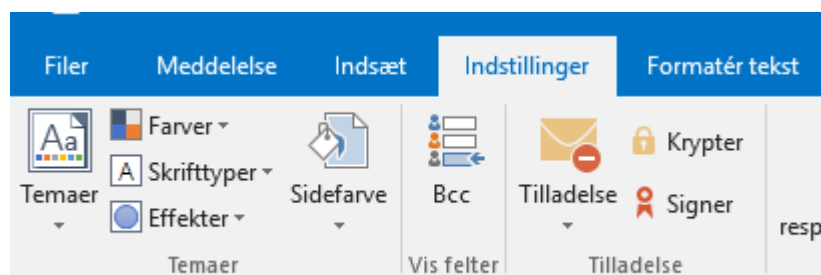 Filer Meddelelse Indsæt Indstillinger Formatér tekst
Aa
Temaer
Farver
A Skrifttyper
Effekter
Sidefarve
Bcc
Tilladelse
Krypter
Signer
Temaer Vis felter Tilladelse